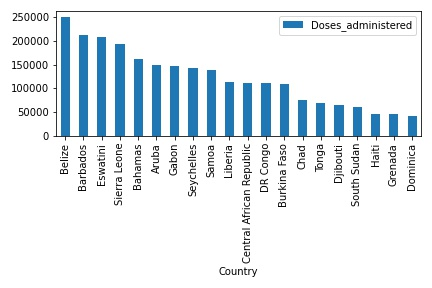 250000
200000
150000
100000
50000
0
Doses_administered
Belize
Barbados
Eswatini
Sierra Leone
Bahamas
Aruba
Gabon
Seychelles
Samoa
Liberia
Central African Republic
DR Congo
Burkina Faso
Chad
Tonga
Djibouti
South Sudan
Haiti
Grenada
Dominica
Country